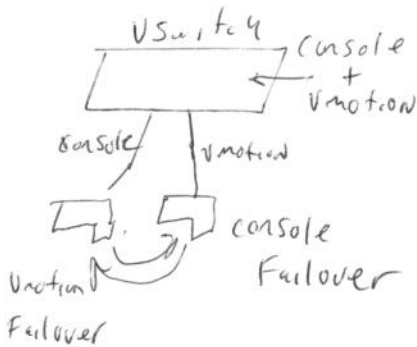 VSwitch
Console
+
Vmotion
Console
Vmotion
Console
Failover
Vmotion
Failover